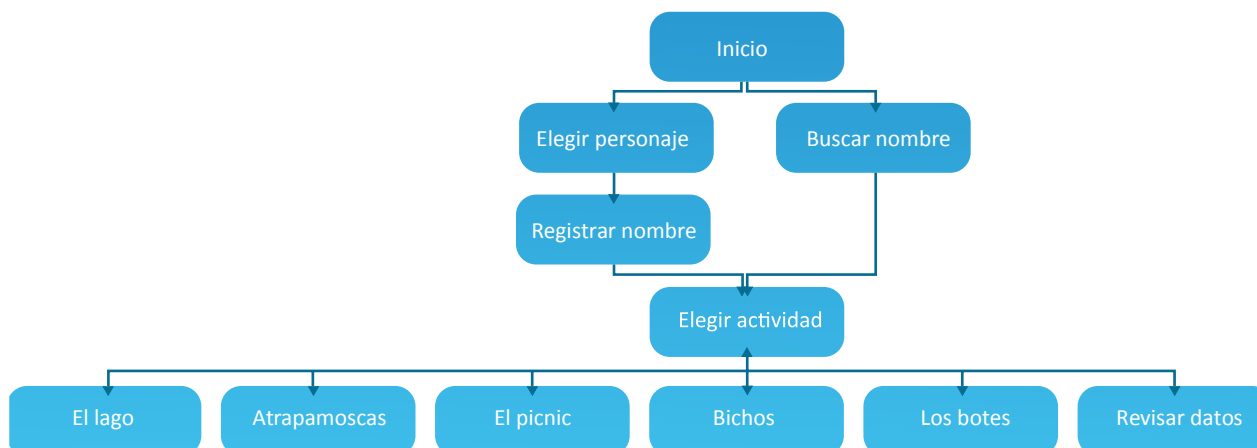 Inicio
Elegir personaje
Buscar nombre
Registrar nombre
Elegir actividad
El lago
Atrapamoscas
El picnic
Bichos
Los botes
Revisar datos